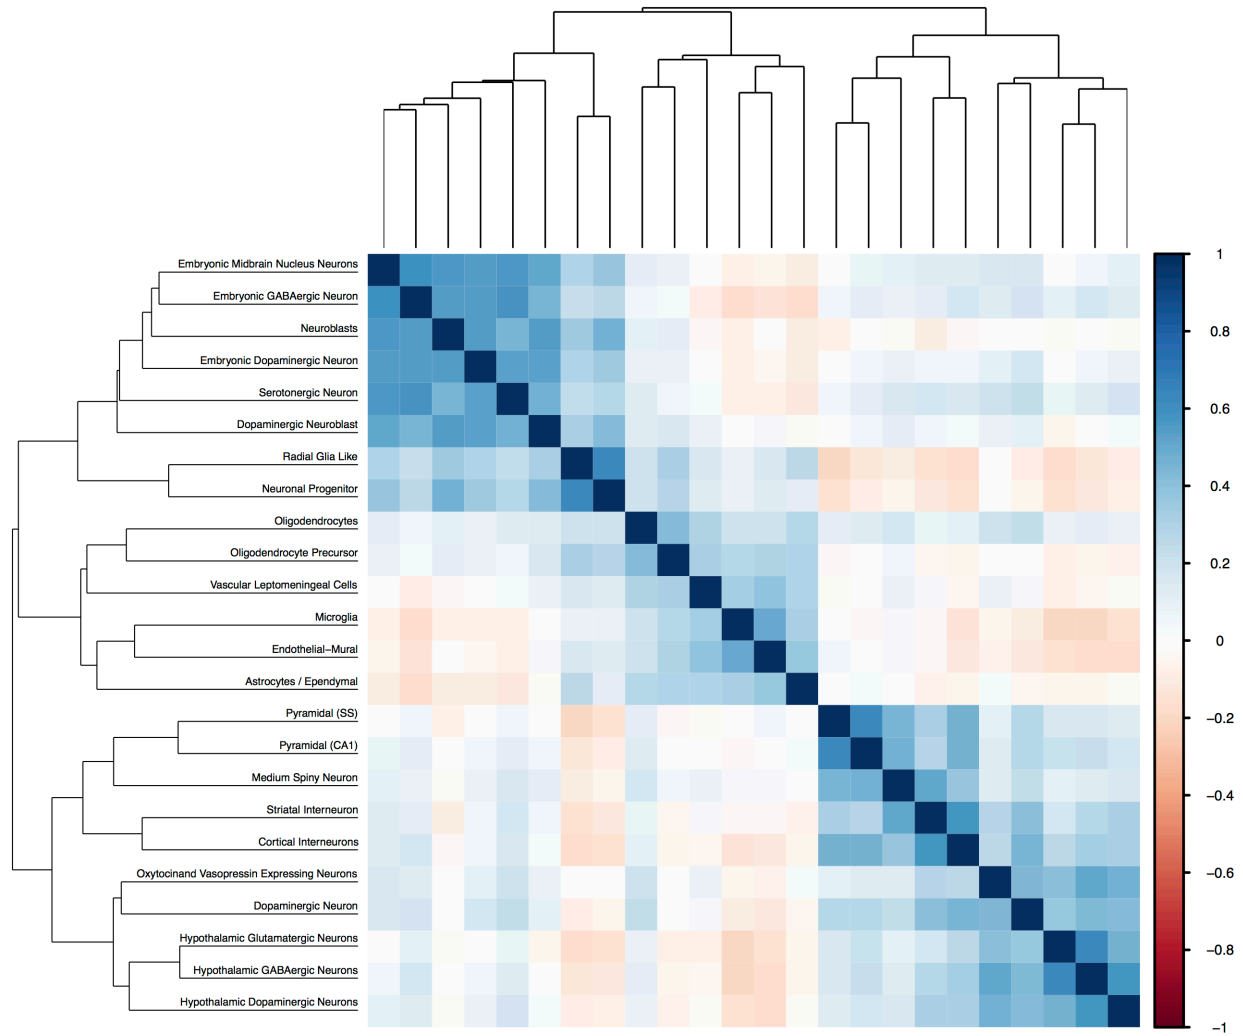 Embryonic Midbrain Nucleus Neurons
Embryonic GABAergic Neuron
Neuroblasts
Embryonic Dopaminergic Neuron
Serotonergic Neuron
Dopaminergic Neuroblast
Radial Glia Like
Neuronal Progenitor
Oligodendrocytes
Oligodendrocyte Precursor
Vascular Leptomeningeal Cells
Microglia
Endothelial−Mural
Astrocytes / Ependymal
Pyramidal (SS)
Pyramidal (CA1)
Medium Spiny Neuron
Striatal Interneuron
Cortical Interneurons
Oxytocinand Vasopressin Expressing Neurons
Dopaminergic Neuron
Hypothalamic Glutamatergic Neurons
Hypothalamic GABAergic Neurons
Hypothalamic Dopaminergic Neurons
1
0.8
0.6
0.4
0.2
0
−0.2
−0.4
−0.6
−0.8
−1